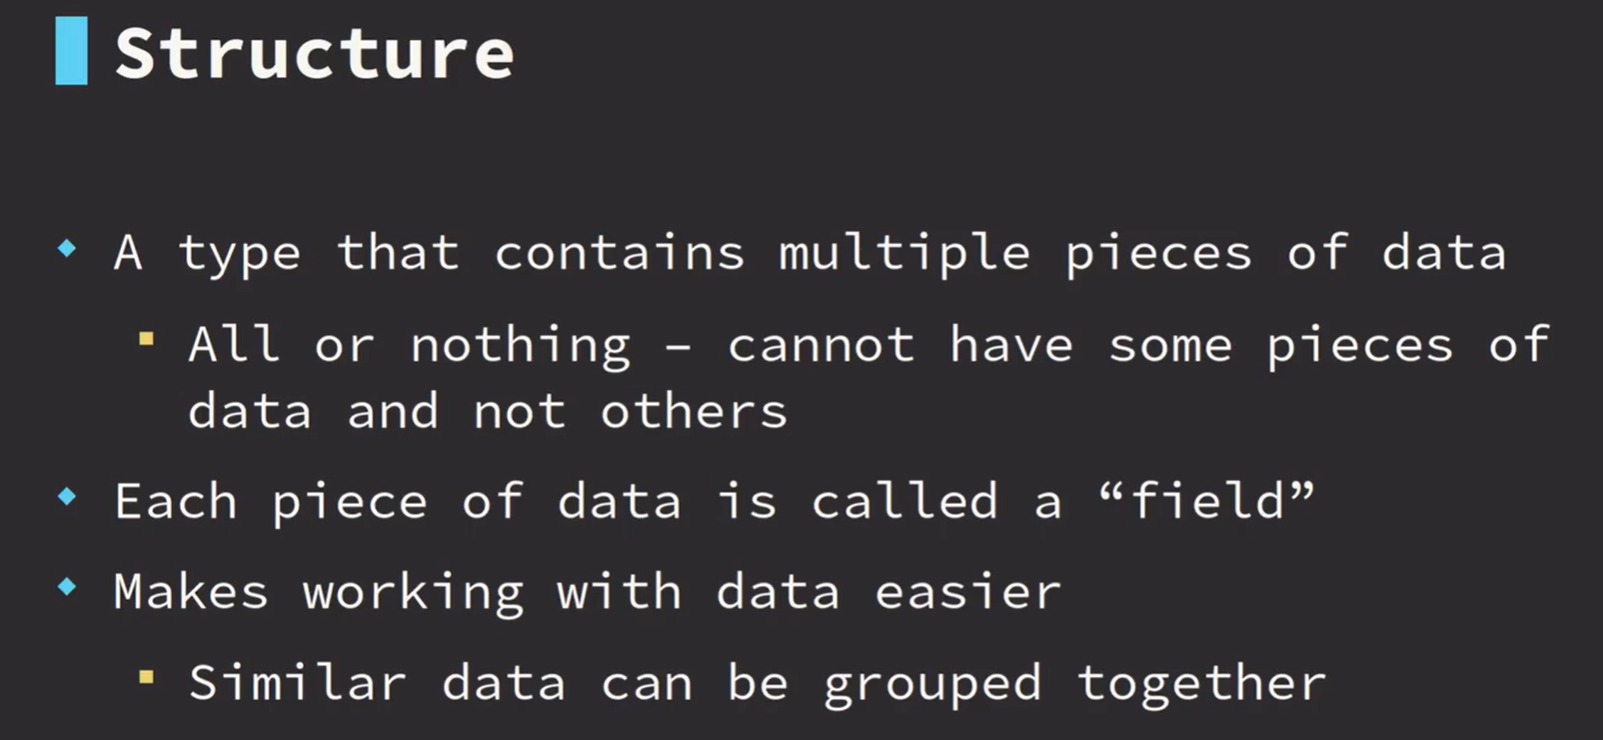 Structure
A type that contains multiple pieces of data
All or nothing – cannot have some pieces of
data and not others
Each piece of data is called a “field”
Makes working with data easier
Similar data can be grouped together